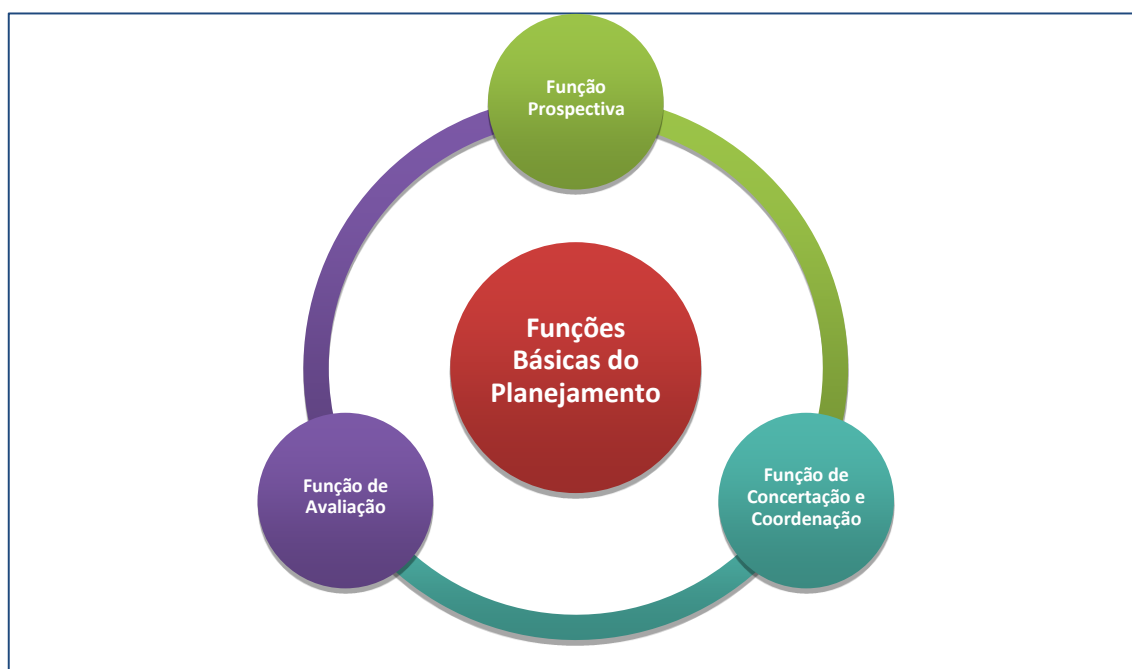 Função
Prospectiva
Funções
Básicas do
Planejamento
Função de
Avaliação
Função de
Concertação e
Coordenação